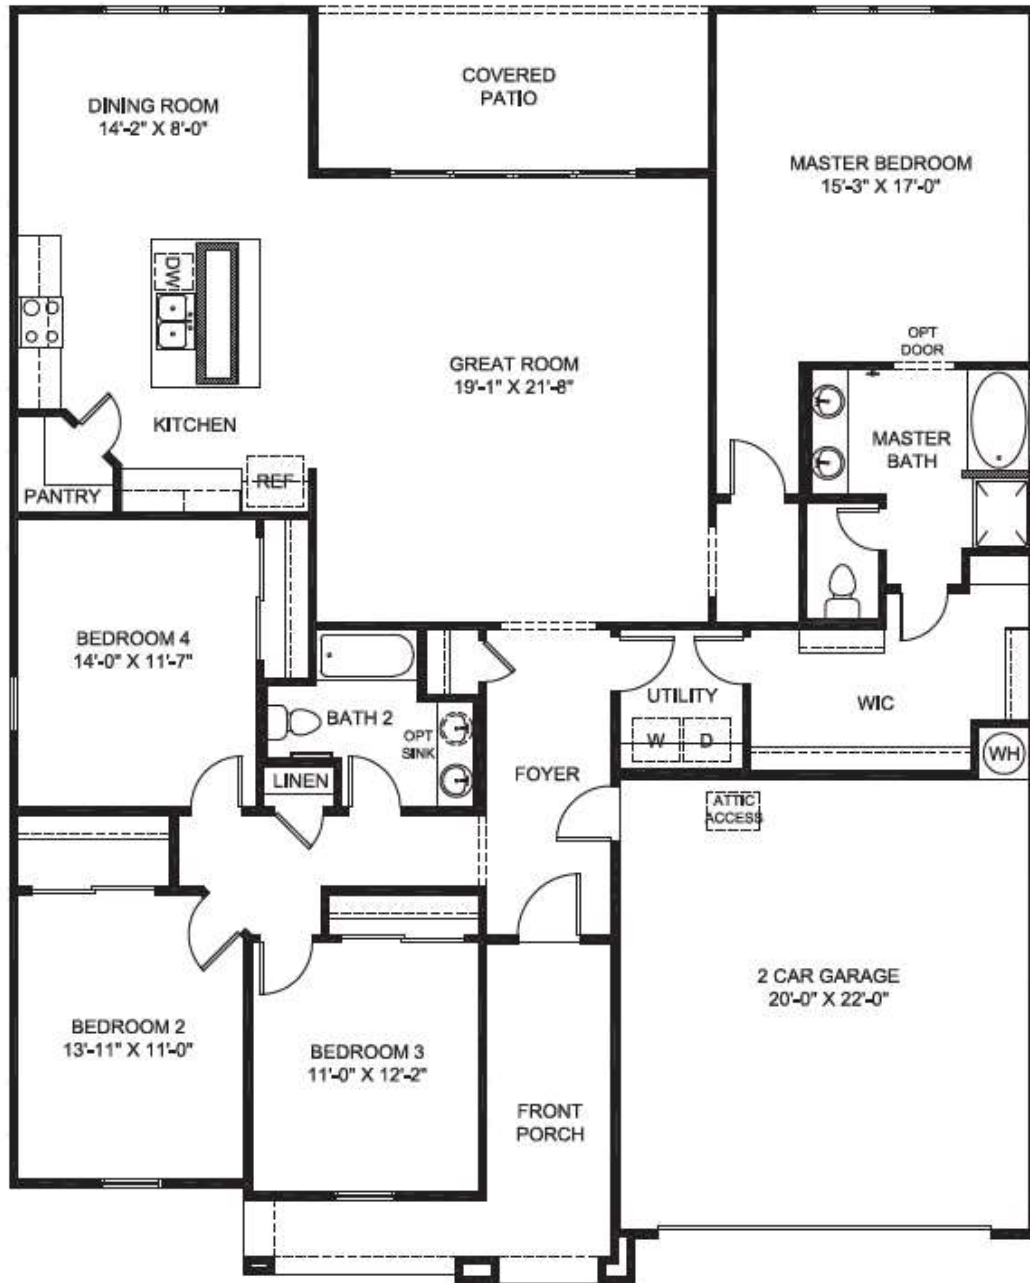 COVERED
PATIO
DINING ROOM
14'-2" X 8'-0"
MASTER BEDROOM
15'-3" X 17'-0"
DW
OPT
DOOR
GREAT ROOM
19'-1" X 21'-8"
KITCHEN
MASTER
BATH
REF
PANTRY
BEDROOM 4
14'-0" X 11'-7"
UTILITY
WIC
BATH 2
OPT
SINK
W
D
WH
LINEN
FOYER
ATTIC
ACCESS
2 CAR GARAGE
20'-0" X 22'-0"
BEDROOM 2
13'-11" X 11'-0"
BEDROOM 3
11'-0" X 12'-2"
FRONT
PORCH